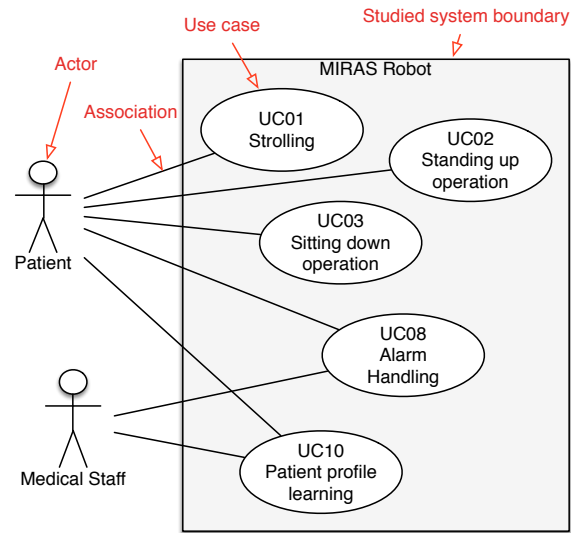 Studied system boundary
Use case
Actor
MIRAS Robot
Association
UC01
Strolling
UC02
Standing up
operation
UC03
Sitting down
operation
Patient
UC08
Alarm
Handling
UC10
Patient profile
learning
Medical Staff